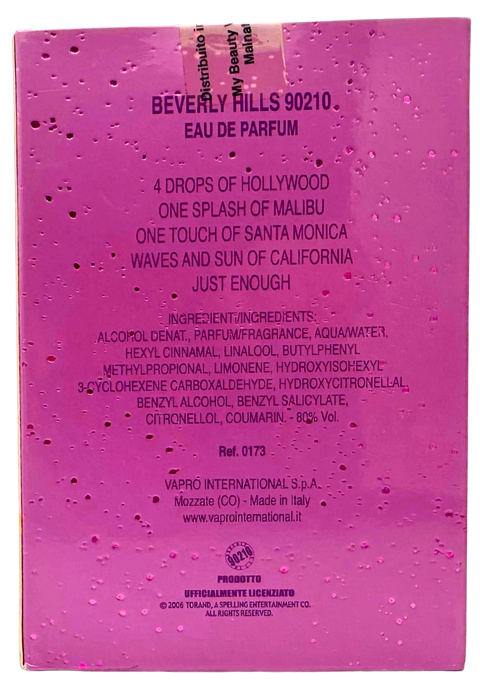 Distribuito
My Beauty
BEVERLY HILLS 90210
EAU DE PARFUM
4 DROPS OF HOLLYWOOD
ONE SPLASH OF MALIBU
ONE TOUCH OF SANTA MONICA
WAVES AND SUN OF CALIFORNIA
JUST ENOUGH
INGREDIENT/INGREDIENTS:
ALCOHOL DENAT., PARFUM/FRAGRANCE, AQUA/WATER,
HEXYL CINNAMAL, LINALOOL, BUTYLPHENYL
METHYLPROPIONAL, LIMONENE, HYDROXYISOHEXYL
3-CYCLOHEXENE CARBOXALDEHYDE, HYDROXYCITRONELLAL,
BENZYL ALCOHOL, BENZYL SALICYLATE,
CITRONELLOL, COUMARIN. - 80% Vol.
Ref. 0173
VAPRÓ INTERNATIONAL S.p.A.
Mozzate (CO) - Made in Italy
www.vaprointernational.it
90210
PRODOTTO
UFFICIALMENTE LICENZIATO
© 2006 TORAND, A SPELLING ENTERTAINMENT CO.
ALL RIGHTS RESERVED.